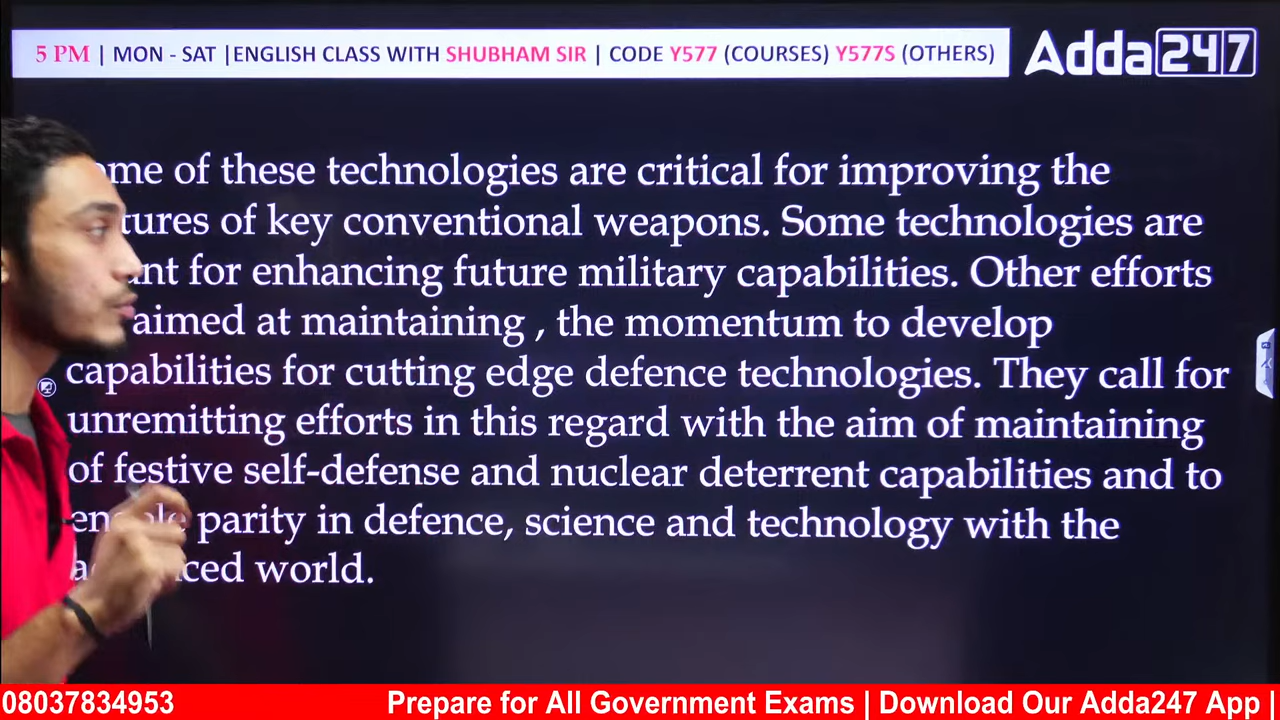 5 PM | MON - SAT |ENGLISH CLASS WITH SHUBHAM SIR | CODE Y577 (COURSES) Y577S (OTHERS)
Adda247
of these technologies are critical for improving the
of key conventional weapons. Some technologies are
for enhancing future military capabilities. Other efforts
aimed at maintaining , the momentum to develop
capabilities for cutting edge defence technologies. They call for
unremitting efforts in this regard with the aim of maintaining
of festive self-defense and nuclear deterrent capabilities and to
parity in defence, science and technology with the
world.
08037834953 Prepare for All Government Exams | Download Our Adda247 App |